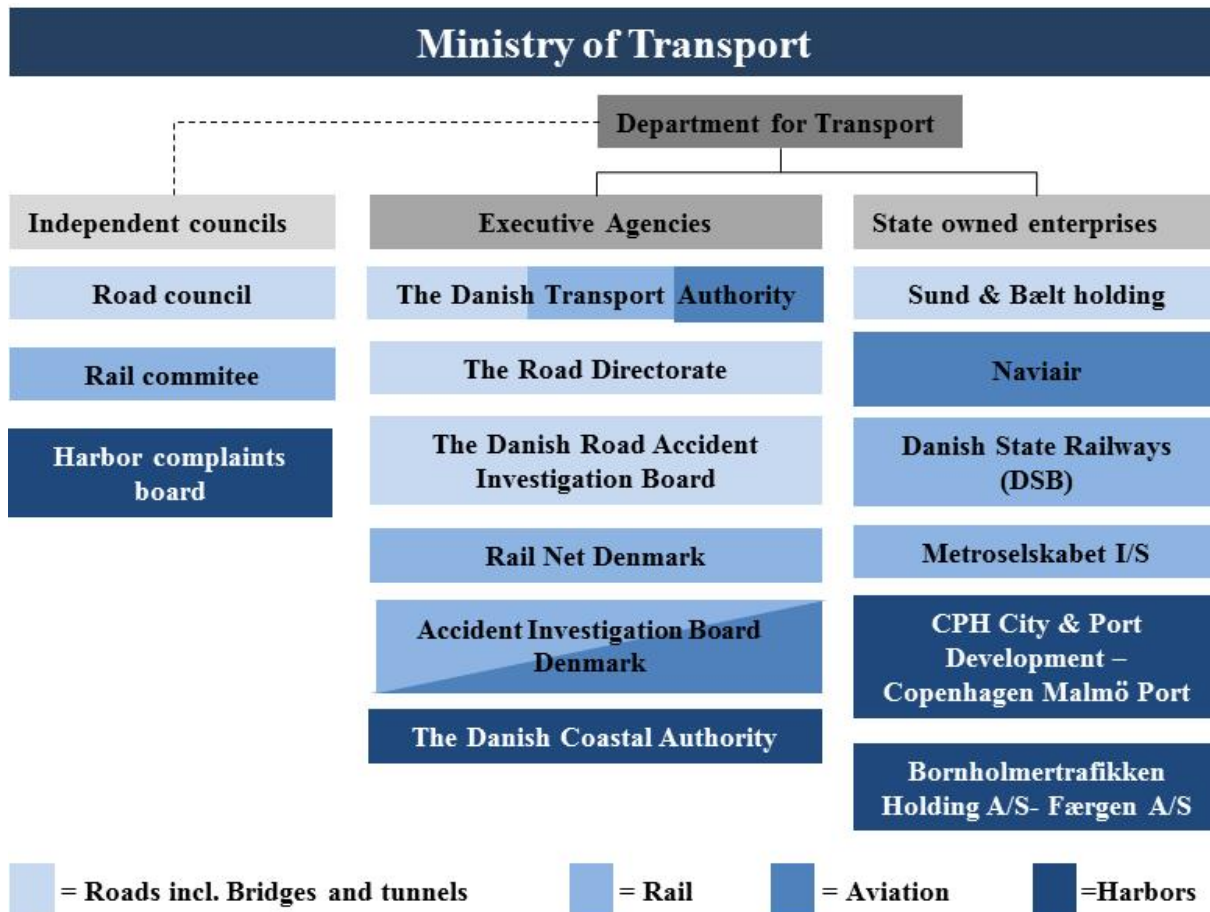 Ministry of Transport
Department for Transport
Independent councils
Road council
Rail commitee
Harbor complaints
board
Executive Agencies
The Danish Transport Authority
The Road Directorate
The Danish Road Accident
Investigation Board
Rail Net Denmark
Accident Investigation Board
Denmark
The Danish Coastal Authority
State owned enterprises
Sund & Bælt holding
Naviair
Danish State Railways
(DSB)
Metroselskabet I/S
CPH City & Port
Development –
Copenhagen Malmö Port
Bornholmertrafikken
Holding A/S- Færgen A/S
= Roads incl. Bridges and tunnels
= Rail
= Aviation
=Harbors